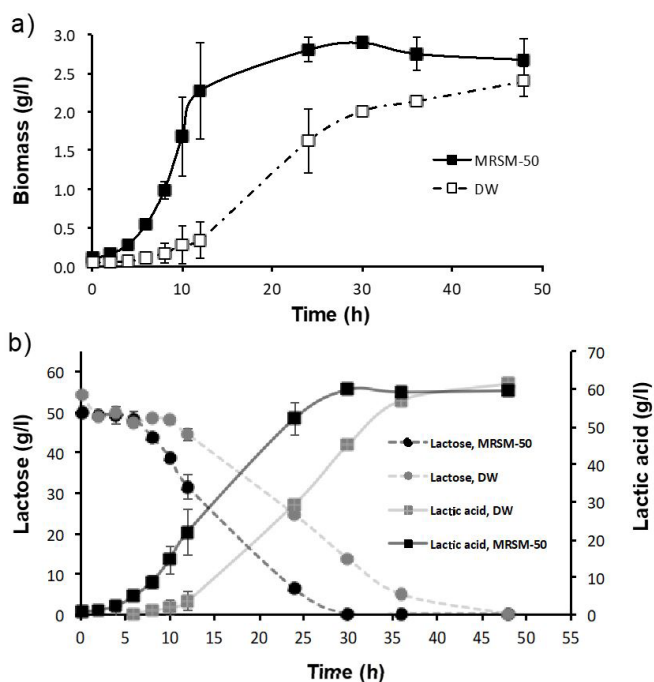 a)
Biomass (g/l)
3.0
2.5
2.0
1.5
1.0
0.5
0.0
MRSM-50
DW
0 10 20 30 40 50
Time (h)
b)
Lactose (g/l)
60
50
40
30
20
10
0
70
60
50
40
30
20
10
0
Lactic acid (g/l)
Lactose, MRSM-50
Lactose, DW
Lactic acid, DW
Lactic acid, MRSM-50
0 5 10 15 20 25 30 35 40 45 50 55
Time (h)